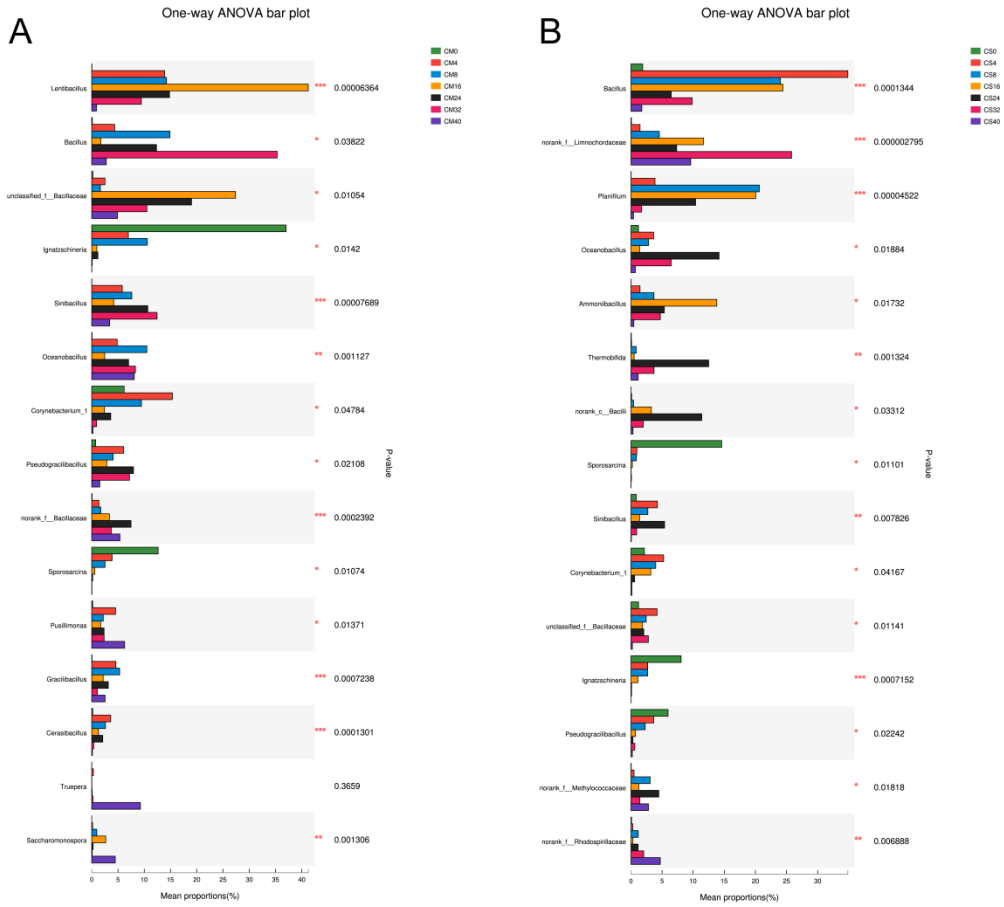 A
One-way ANOVA bar plot
CM0
CM4
CM8
CM16
CM24
CM32
CM40
Lentibacillus
*** 0.00006364
Bacillus
* 0.03822
unclassified_f__Bacillaceae
* 0.01054
Ignatzschineria
* 0.0142
Sinibacillus
*** 0.00007689
Oceanobacillus
** 0.001127
Corynebacterium_1
* 0.04784
Pseudogracilibacillus
* 0.02108
norank_f__Bacillaceae
*** 0.0002392
Sporosarcina
* 0.01074
Pusillimonas
* 0.01371
Gracilibacillus
*** 0.0007238
Cerasibacillus
*** 0.0001301
Truepera
0.3659
Saccharomonospora
** 0.001306
P-value
0 5 10 15 20 25 30 35 40
Mean proportions(%)
B
One-way ANOVA bar plot
CS0
CS4
CS8
CS16
CS24
CS32
CS40
Bacillus
*** 0.0001344
norank_f__Limnochordaceae
*** 0.000002795
Planifilum
*** 0.00004522
Oceanobacillus
* 0.01884
Ammoniibacillus
* 0.01732
Thermobifida
** 0.001324
norank_c__Bacilli
* 0.03312
Sporosarcina
* 0.01101
Sinibacillus
** 0.007826
Corynebacterium_1
* 0.04167
unclassified_f__Bacillaceae
* 0.01141
Ignatzschineria
*** 0.0007152
Pseudogracilibacillus
* 0.02242
norank_f__Methylococcaceae
* 0.01818
norank_f__Rhodospirillaceae
** 0.006888
P-value
0 5 10 15 20 25 30
Mean proportions(%)